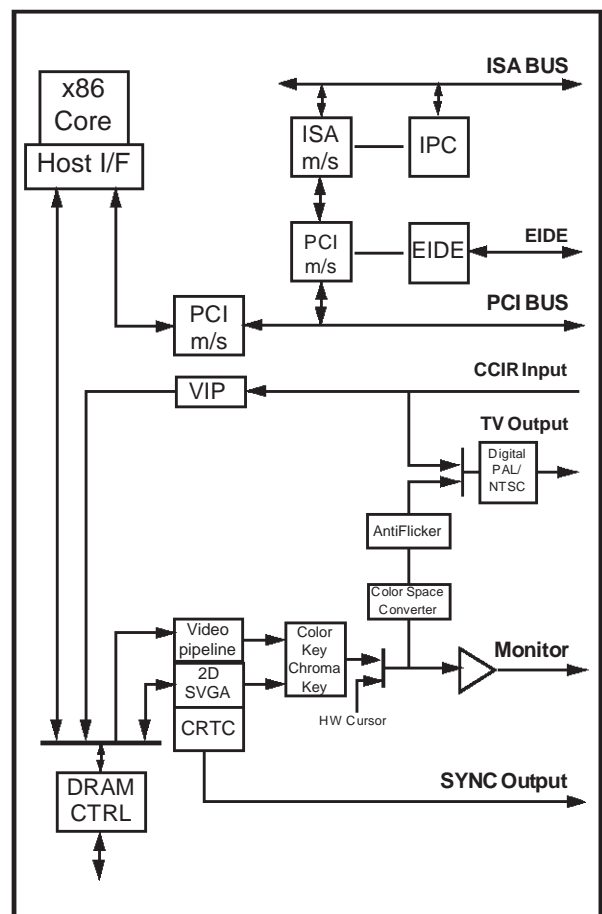 ISA BUS
x86
Core
Host I/F
ISA
m/s
IPC
PCI
m/s
EIDE
EIDE
PCI BUS
PCI
m/s
CCIR Input
VIP
TV Output
Digital
PAL/
NTSC
AntiFlicker
Color Space
Converter
Video
pipeline
Color
Key
Chroma
Key
Monitor
2D
SVGA
HW Cursor
CRTC
SYNC Output
DRAM
CTRL